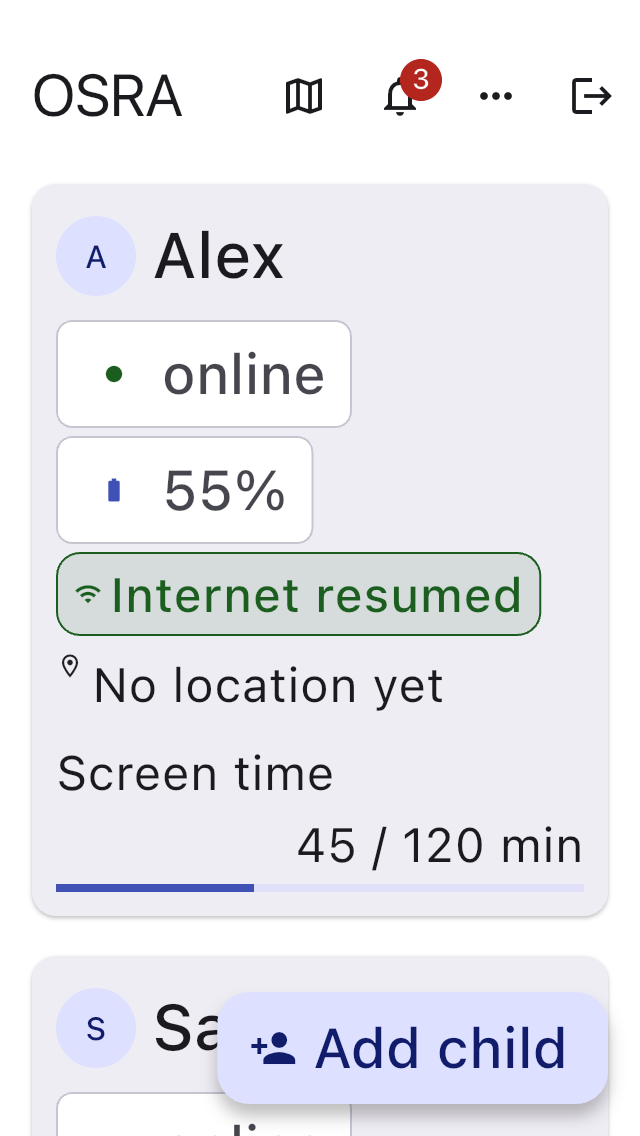 OSRA
3
A
Alex
online
55%
Internet resumed
No location yet
Screen time
45 / 120 min
S
Add child